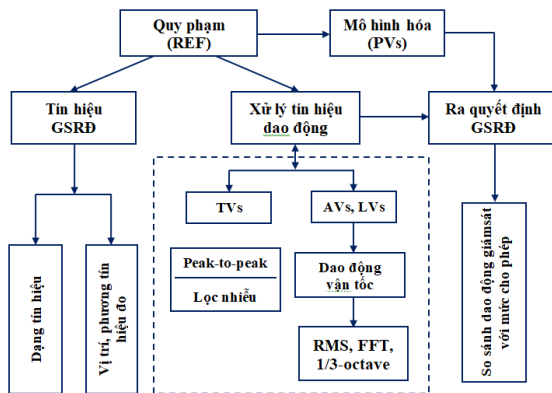 Quy phạm
(REF)
Mô hình hóa
(PVs)
Tín hiệu
GSRĐ
Xử lý tín hiệu
dao động
Ra quyết định
GSRĐ
TVs
AVs, LVs
Peak-to-peak
Lọc nhiễu
Dao động
vận tốc
RMS, FFT,
1/3-octave
Dạng tín hiệu
Vị trí, phương tín
hiệu đo
So sánh dao động giámsát
với mức cho phép